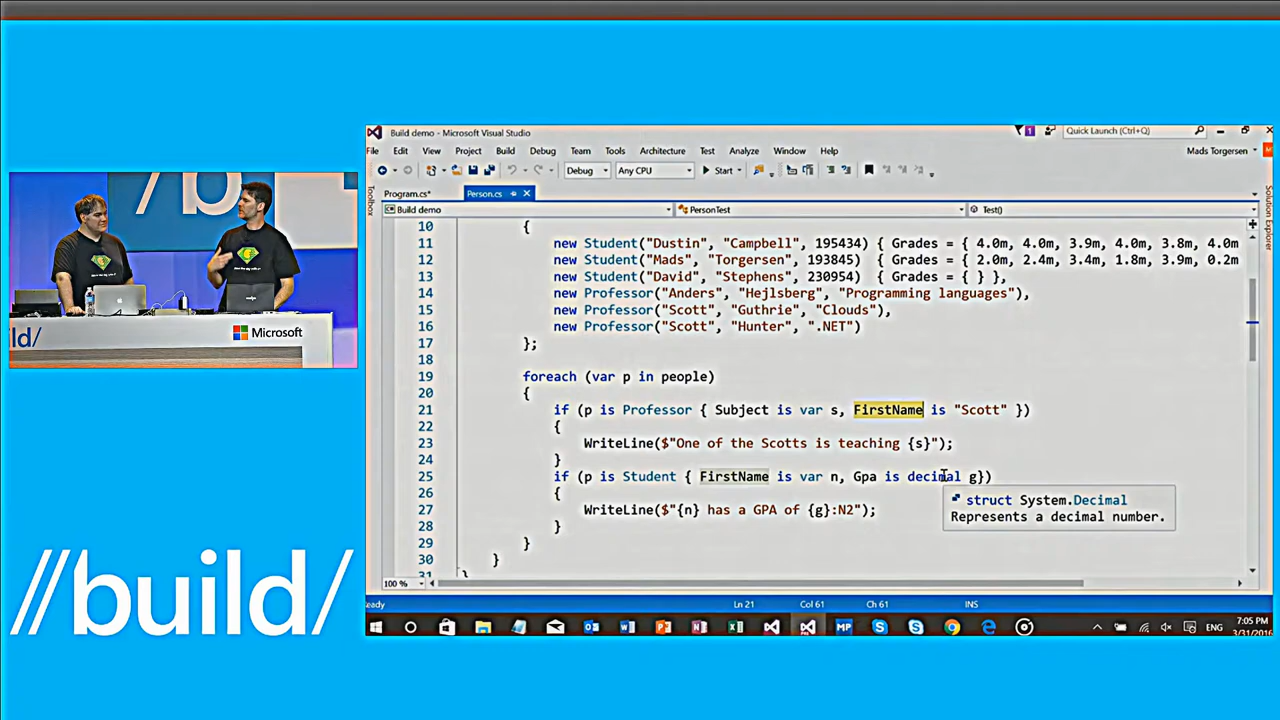 /b
ild/
Microsoft
//build/
Build demo - Microsoft Visual Studio
1
Quick Launch (Ctrl+Q)
File Edit View Project Build Debug Team Tools Architecture Test Analyze Window Help
Mads Torgersen
M
Debug Any CPU Start
Toolbox
Program.cs* Person.cs
Solution Explorer
Build demo PersonTest Test()
10 {
11 new Student("Dustin", "Campbell", 195434) { Grades = { 4.0m, 4.0m, 3.9m, 4.0m, 3.8m, 4.0m
12 new Student("Mads", "Torgersen", 193845) { Grades = { 2.0m, 2.4m, 3.4m, 1.8m, 3.9m, 0.2m
13 new Student("David", "Stephens", 230954) { Grades = { } },
14 new Professor("Anders", "Hejlsberg", "Programming languages"),
15 new Professor("Scott", "Guthrie", "Clouds"),
16 new Professor("Scott", "Hunter", ".NET")
17 };
18
19 foreach (var p in people)
20 {
21 if (p is Professor { Subject is var s, FirstName is "Scott" })
22 {
23 WriteLine($"One of the Scotts is teaching {s}");
24 }
25 if (p is Student { FirstName is var n, Gpa is decimal g})
26 {
27 WriteLine($"{n} has a GPA of {g}:N2");
28 }
29 }
30 }
31 }
struct System.Decimal
Represents a decimal number.
100 %
eady Ln 21 Col 61 Ch 61 INS
MP
ENG
7:05 PM
3/31/2016